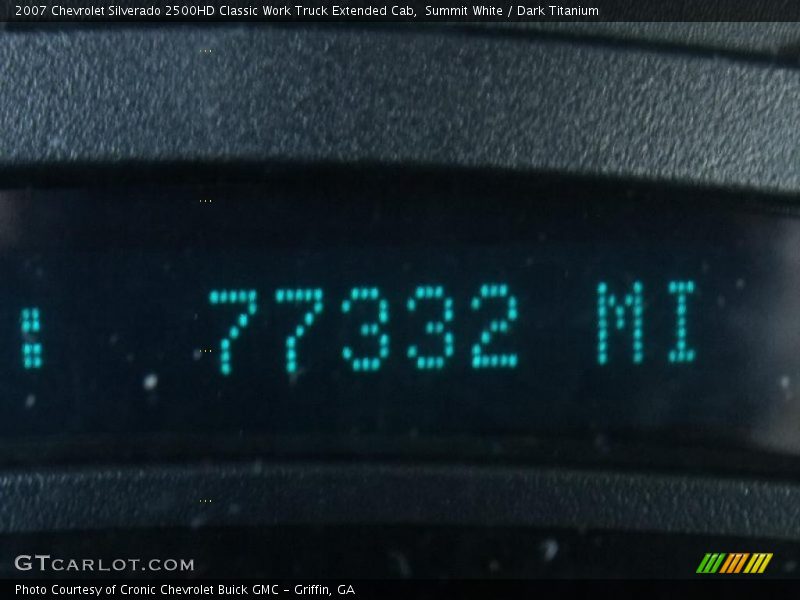 2007 Chevrolet Silverado 2500HD Classic Work Truck Extended Cab, Summit White / Dark Titanium
77332 MI
GTCARLOT.COM
Photo Courtesy of Cronic Chevrolet Buick GMC - Griffin, GA